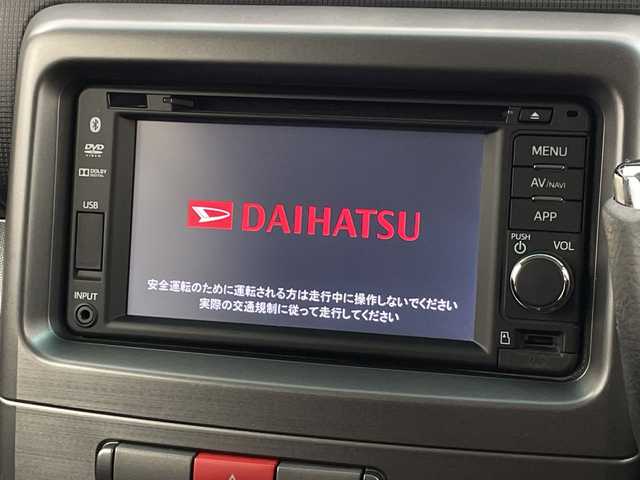 DVD
VIDEO
DOLBY
DIGITAL
USB
INPUT
DAIHATSU
安全運転のために運転される方は走行中に操作しないでください
実際の交通規制に従って走行してください
MENU
AV/NAVI
APP
PUSH
VOL